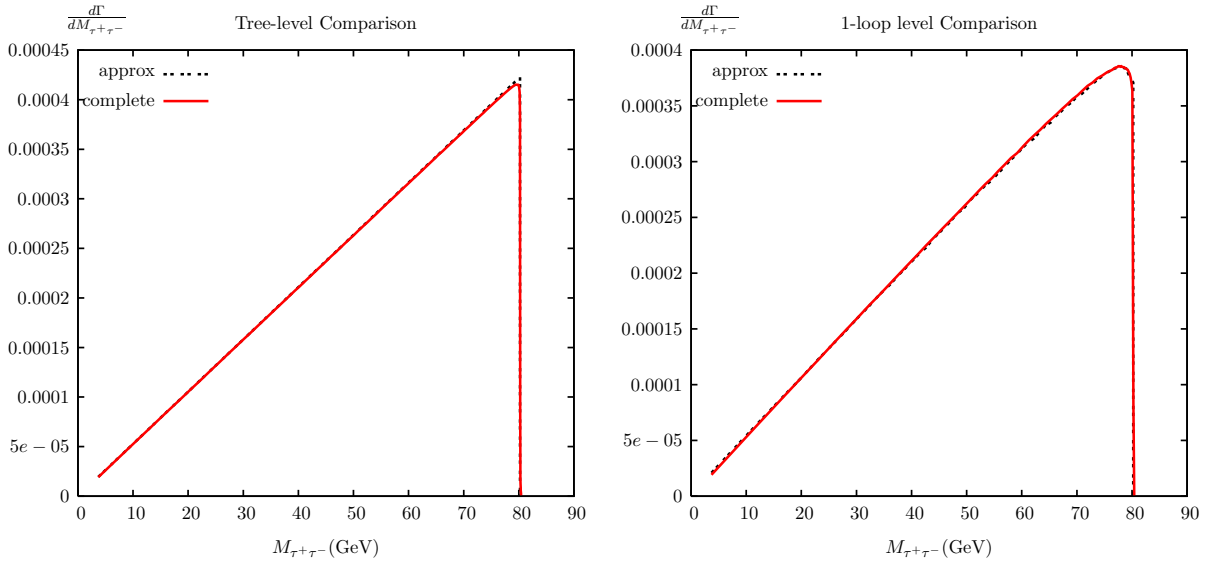 dΓ
dM_{τ+τ−}
Tree-level Comparison
0.00045
0.0004
0.00035
0.0003
0.00025
0.0002
0.00015
0.0001
5e − 05
0
approx
complete
0 10 20 30 40 50 60 70 80 90
M_{τ+τ−}(GeV)
dΓ
dM_{τ+τ−}
1-loop level Comparison
0.0004
0.00035
0.0003
0.00025
0.0002
0.00015
0.0001
5e − 05
0
approx
complete
0 10 20 30 40 50 60 70 80 90
M_{τ+τ−}(GeV)